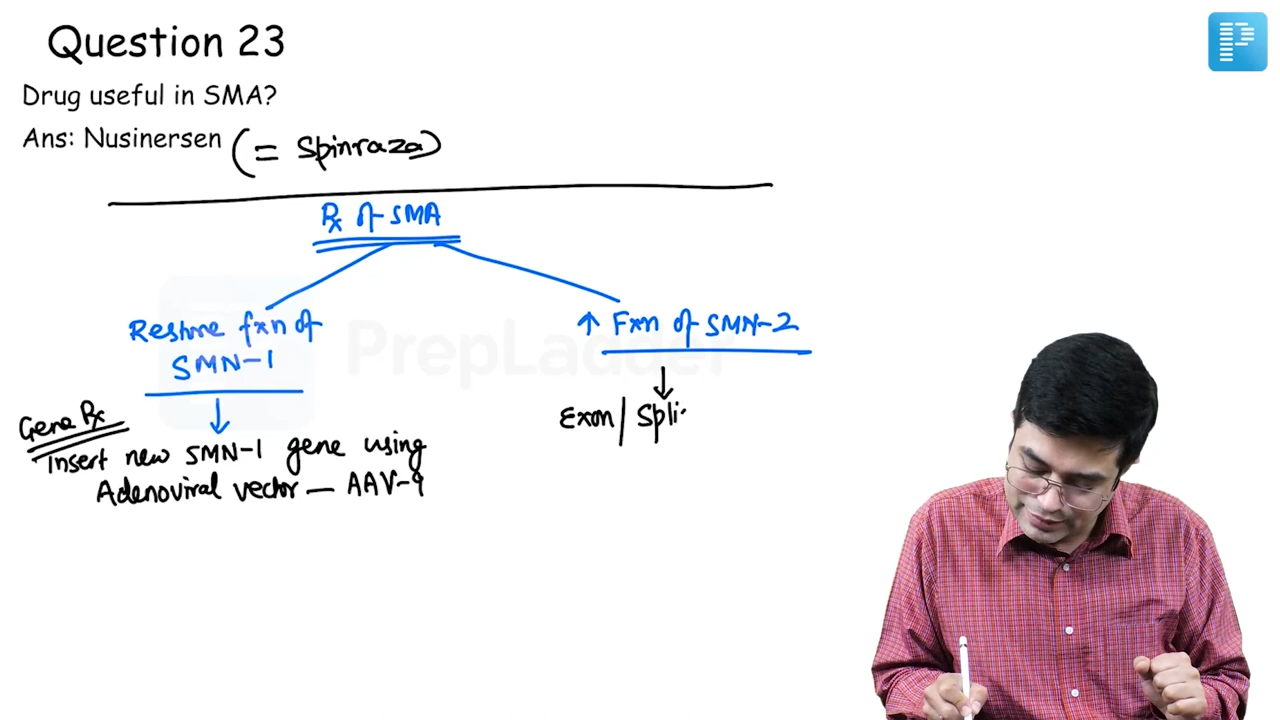 Question 23
Drug useful in SMA?
Ans: Nusinersen (= Spinraza)
Rx of SMA
Restore fxn of
SMN-1
↑ Fxn of SMN-2
Gene Rx
Insert new SMN-1 gene using
Adenoviral vector — AAV-9
Exon / Spli
PrepLadder